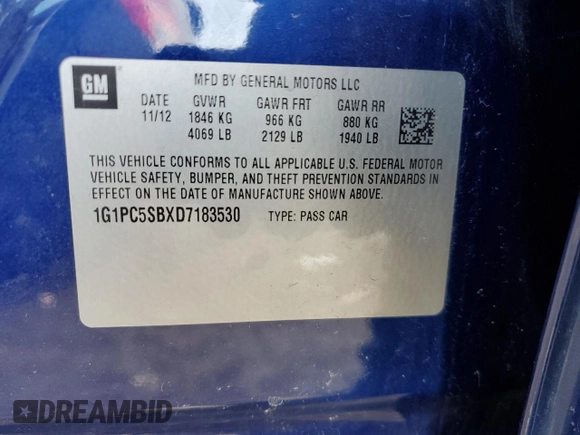 GM
MFD BY GENERAL MOTORS LLC
DATE GVWR GAWR FRT GAWR RR
11/12 1846 KG 966 KG 880 KG
4069 LB 2129 LB 1940 LB
THIS VEHICLE CONFORMS TO ALL APPLICABLE U.S. FEDERAL MOTOR
VEHICLE SAFETY, BUMPER, AND THEFT PREVENTION STANDARDS IN
EFFECT ON THE DATE OF MANUFACTURE SHOWN ABOVE.
1G1PC5SBXD7183530 TYPE: PASS CAR
DREAMBID